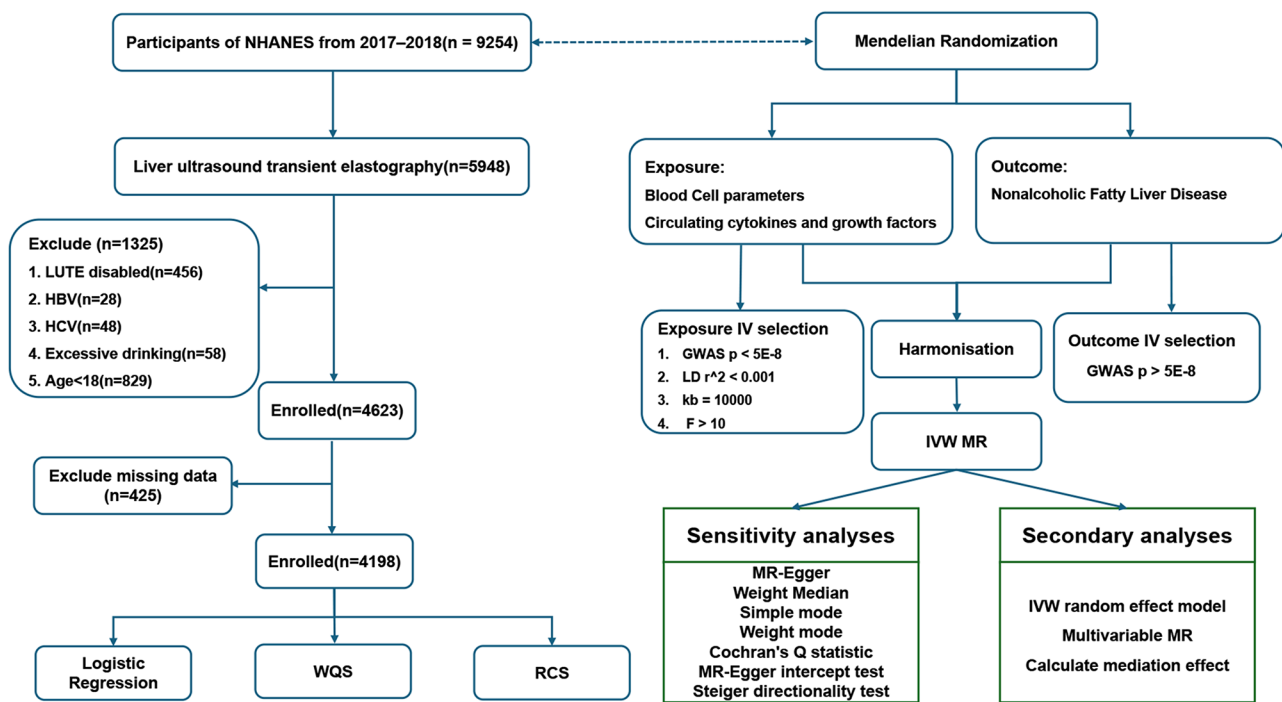 Participants of NHANES from 2017–2018(n = 9254)
Liver ultrasound transient elastography(n=5948)
Exclude (n=1325)
1. LUTE disabled(n=456)
2. HBV(n=28)
3. HCV(n=48)
4. Excessive drinking(n=58)
5. Age<18(n=829)
Enrolled(n=4623)
Exclude missing data
(n=425)
Enrolled(n=4198)
Logistic
Regression
WQS
RCS
Mendelian Randomization
Exposure:
Blood Cell parameters
Circulating cytokines and growth factors
Outcome:
Nonalcoholic Fatty Liver Disease
Exposure IV selection
1. GWAS p < 5E-8
2. LD r^2 < 0.001
3. kb = 10000
4. F > 10
Harmonisation
Outcome IV selection
GWAS p > 5E-8
IVW MR
Sensitivity analyses
MR-Egger
Weight Median
Simple mode
Weight mode
Cochran's Q statistic
MR-Egger intercept test
Steiger directionality test
Secondary analyses
IVW random effect model
Multivariable MR
Calculate mediation effect